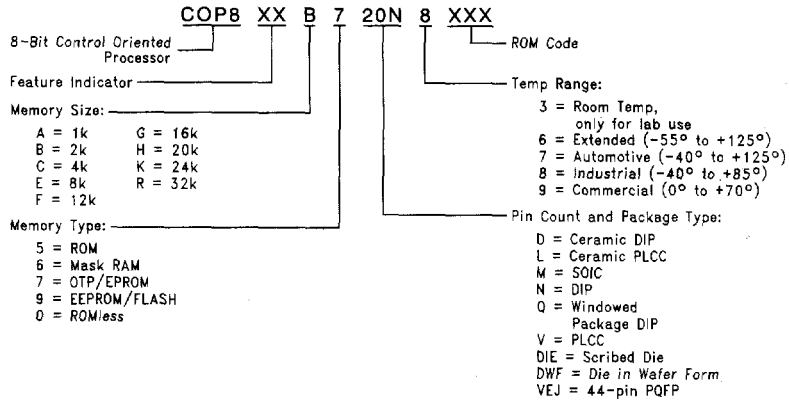 COP8 XX B 7 20N 8 XXX
8-Bit Control Oriented
Processor
Feature Indicator
Memory Size:
A = 1k G = 16k
B = 2k H = 20k
C = 4k K = 24k
E = 8k R = 32k
F = 12k
Memory Type:
5 = ROM
6 = Mask RAM
7 = OTP/EPROM
9 = EEPROM/FLASH
0 = ROMless
ROM Code
Temp Range:
3 = Room Temp,
only for lab use
6 = Extended (-55° to +125°)
7 = Automotive (-40° to +125°)
8 = Industrial (-40° to +85°)
9 = Commercial (0° to +70°)
Pin Count and Package Type:
D = Ceramic DIP
L = Ceramic PLCC
M = SOIC
N = DIP
Q = Windowed
Package DIP
V = PLCC
DIE = Scribed Die
DWF = Die in Wafer Form
VEJ = 44-pin PQFP